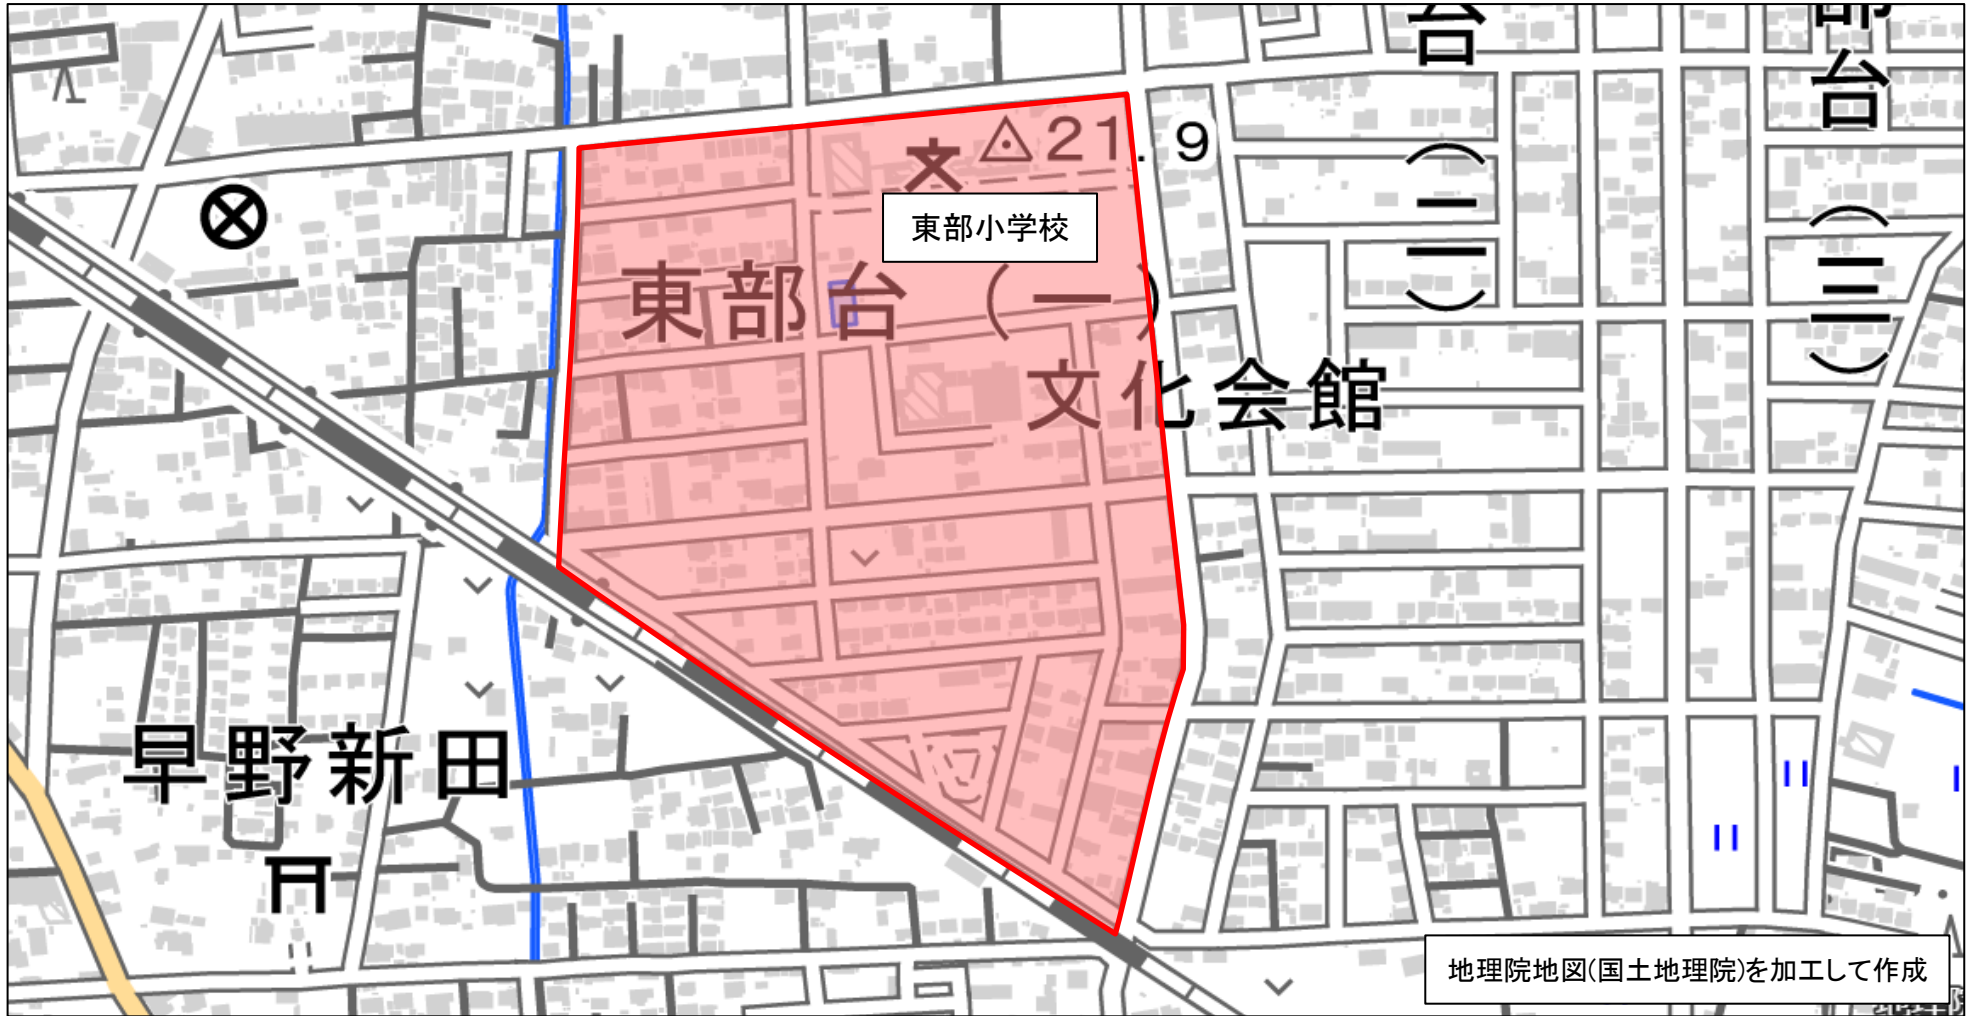 台
部台
21.9
東部小学校
(二)
(三)
東部台(一)
文化会館
早野新田
地理院地図(国土地理院)を加工して作成